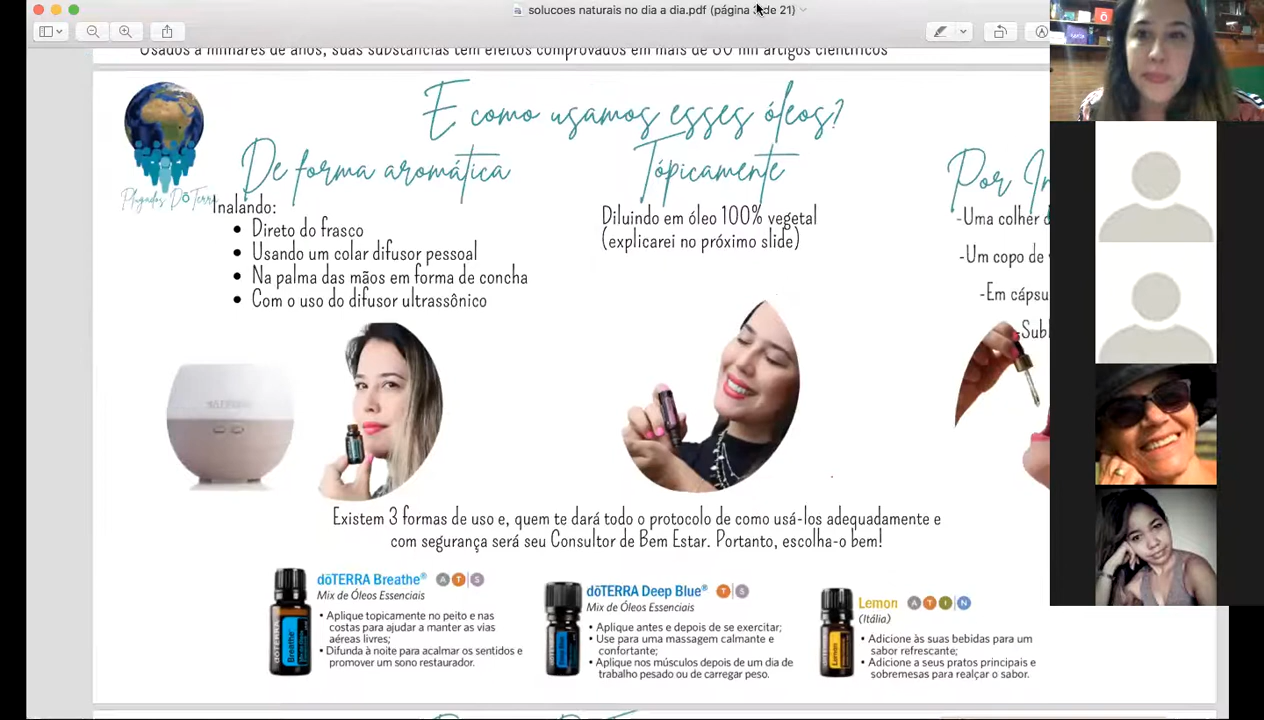 solucoes naturais no dia a dia.pdf (página 3 de 21)
Usados a milhares de anos, suas substâncias tem efeitos comprovados em mais de 60 mil artigos científicos
E como usamos esses óleos?
De forma aromática
Plugados DōTerra
Inalando:
• Direto do frasco
• Usando um colar difusor pessoal
• Na palma das mãos em forma de concha
• Com o uso do difusor ultrassônico
Tópicamente
Diluindo em óleo 100% vegetal
(explicarei no próximo slide)
Por In
-Uma colher d
-Um copo de
-Em cápsu
-Subl
Existem 3 formas de uso e, quem te dará todo o protocolo de como usá-los adequadamente e
com segurança será seu Consultor de Bem Estar. Portanto, escolha-o bem!
dōTERRA Breathe® A T S
Mix de Óleos Essenciais
• Aplique topicamente no peito e nas
costas para ajudar a manter as vias
aéreas livres;
• Difunda à noite para acalmar os sentidos e
promover um sono restaurador.
dōTERRA
Breathe
dōTERRA Deep Blue® T S
Mix de Óleos Essenciais
• Aplique antes e depois de se exercitar;
• Use para uma massagem calmante e
confortante;
• Aplique nos músculos depois de um dia de
trabalho pesado ou de carregar peso.
Lemon A T I N
(Itália)
• Adicione às suas bebidas para um
sabor refrescante;
• Adicione a seus pratos principais e
sobremesas para realçar o sabor.
Lemon